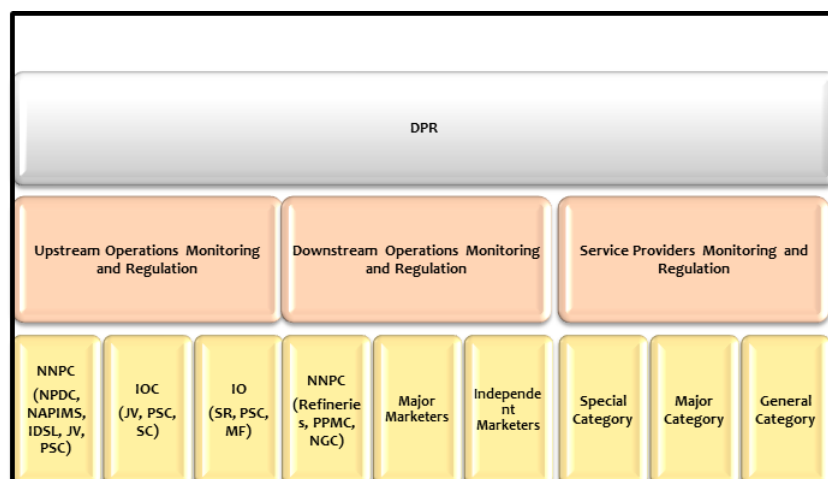 DPR
Upstream Operations Monitoring
and Regulation
Downstream Operations Monitoring
and Regulation
Service Providers Monitoring and
Regulation
NNPC
(NPDC,
NAPIMS,
IDSL, JV,
PSC)
IOC
(JV, PSC,
SC)
IO
(SR, PSC,
MF)
NNPC
(Refinerie
s, PPMC,
NGC)
Major
Marketers
Independe
nt
Marketers
Special
Category
Major
Category
General
Category